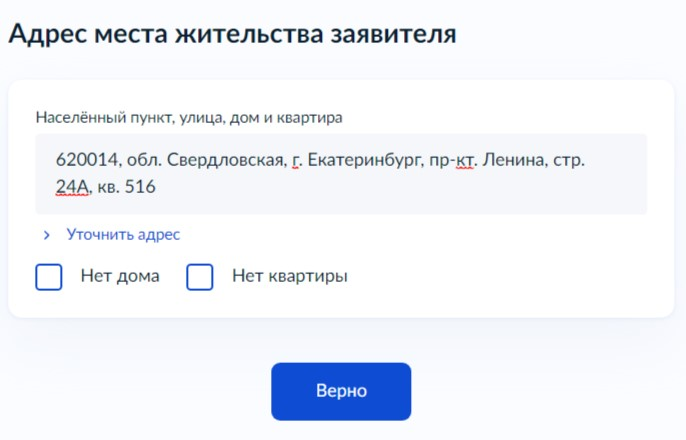 Адрес места жительства заявителя
Населённый пункт, улица, дом и квартира
620014, обл. Свердловская, г. Екатеринбург, пр-кт. Ленина, стр.
24А, кв. 516
Уточнить адрес
Нет дома Нет квартиры
Верно